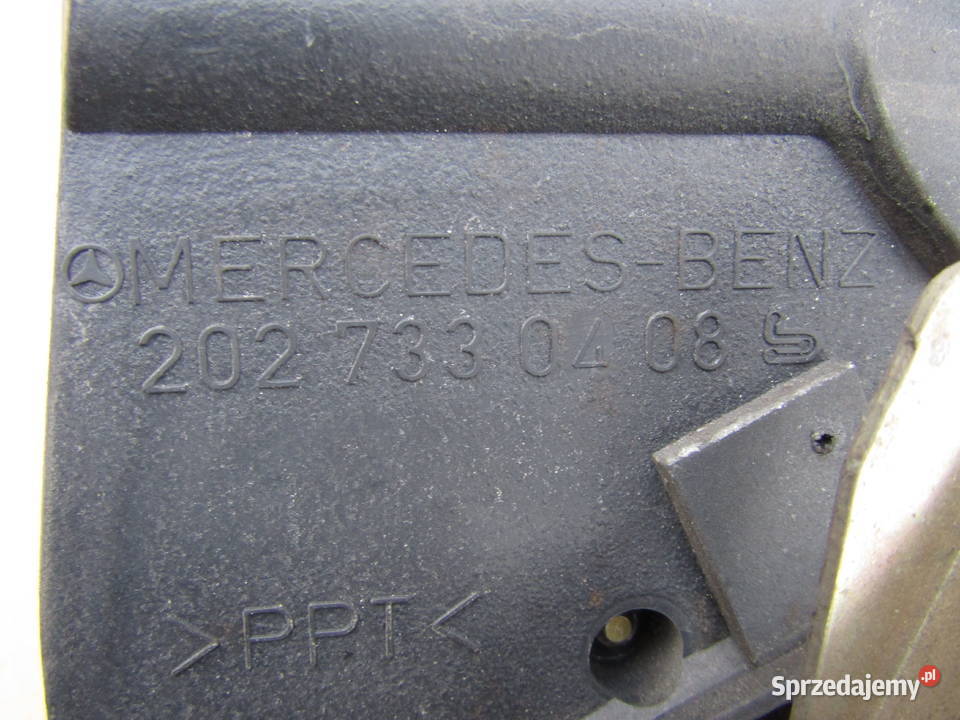 MERCEDES-BENZ
202 733 04 08
>PPT<
Sprzedajemy.pl